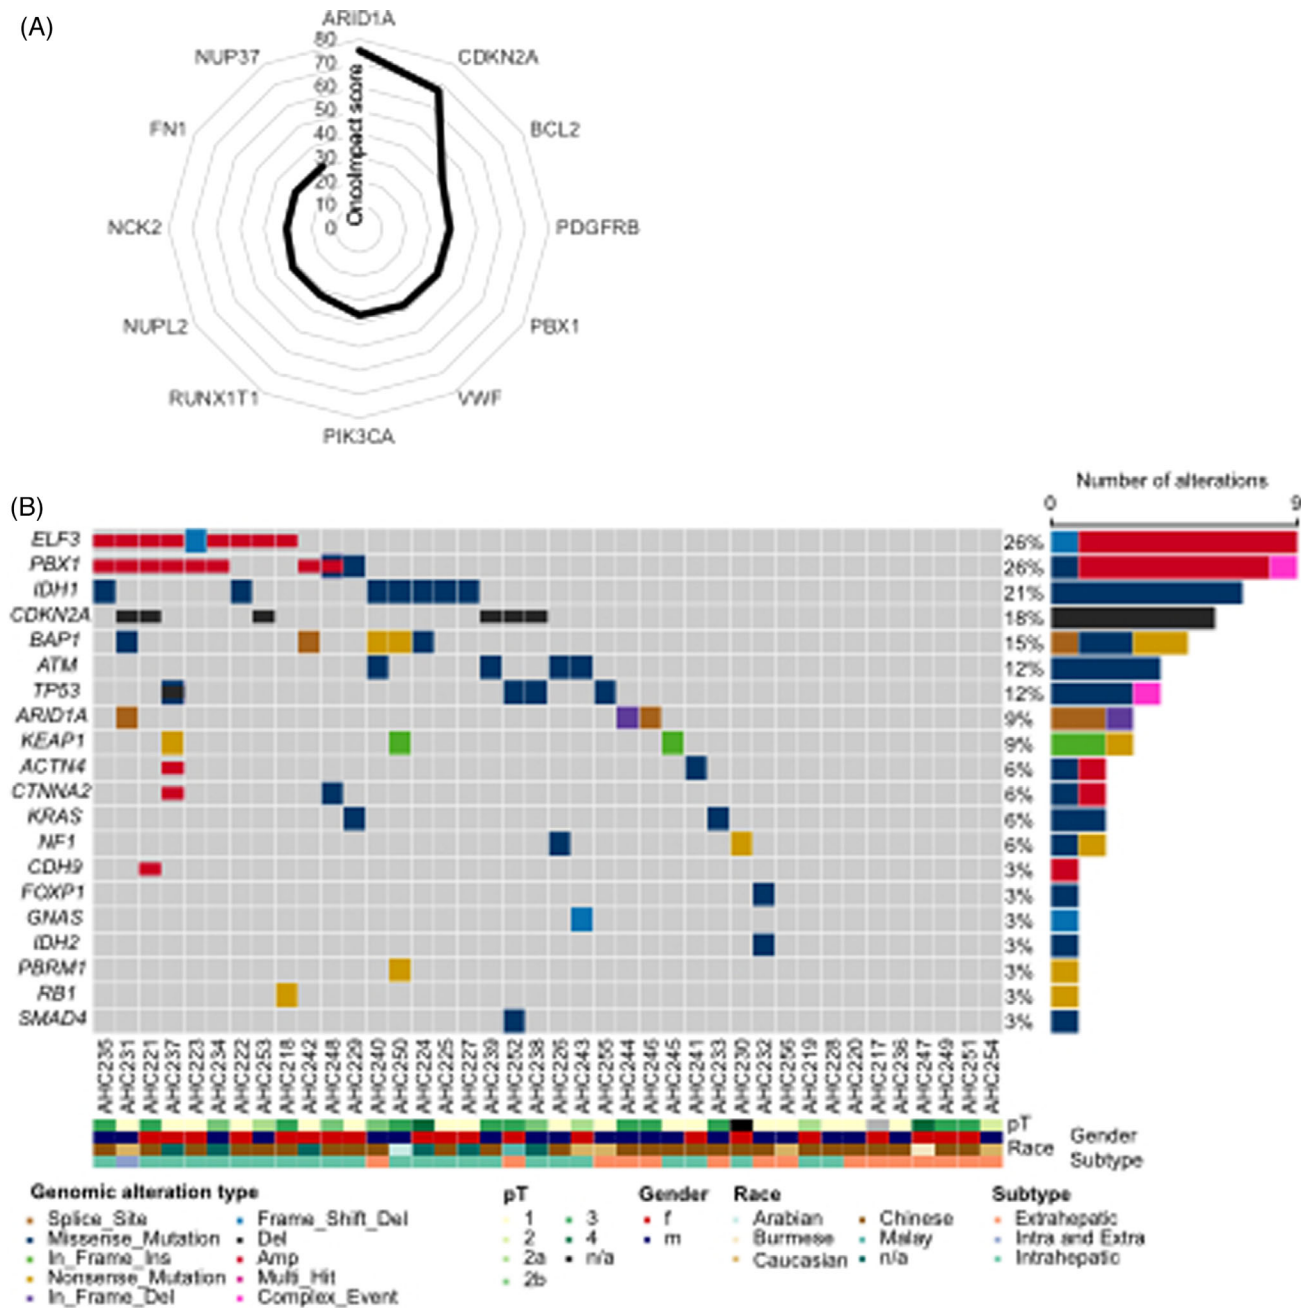 (A)
ARID1A
CDKN2A
BCL2
PDGFRB
PBX1
VWF
PIK3CA
RUNX1T1
NUPL2
NCK2
FN1
NUP37
80
70
60
50
40
30
20
10
0
OncoImpact score
(B)
Number of alterations
0 9
ELF3 26%
PBX1 26%
IDH1 21%
CDKN2A 18%
BAP1 15%
ATM 12%
TP53 12%
ARID1A 9%
KEAP1 9%
ACTN4 6%
CTNNA2 6%
KRAS 6%
NF1 6%
CDH9 3%
FOXP1 3%
GNAS 3%
IDH2 3%
PBRM1 3%
RB1 3%
SMAD4 3%
AHC235
AHC231
AHC221
AHC237
AHC223
AHC234
AHC222
AHC253
AHC218
AHC242
AHC248
AHC229
AHC240
AHC250
AHC224
AHC225
AHC227
AHC239
AHC252
AHC238
AHC226
AHC243
AHC255
AHC244
AHC246
AHC245
AHC241
AHC233
AHC230
AHC232
AHC256
AHC219
AHC228
AHC220
AHC217
AHC236
AHC247
AHC249
AHC251
AHC254
pT
Gender
Race
Subtype
Genomic alteration type
Splice_Site
Missense_Mutation
In_Frame_Ins
Nonsense_Mutation
In_Frame_Del
Frame_Shift_Del
Del
Amp
Multi_Hit
Complex_Event
pT
1
2
2a
2b
3
4
n/a
Gender
f
m
Race
Arabian
Burmese
Caucasian
Chinese
Malay
n/a
Subtype
Extrahepatic
Intra and Extra
Intrahepatic